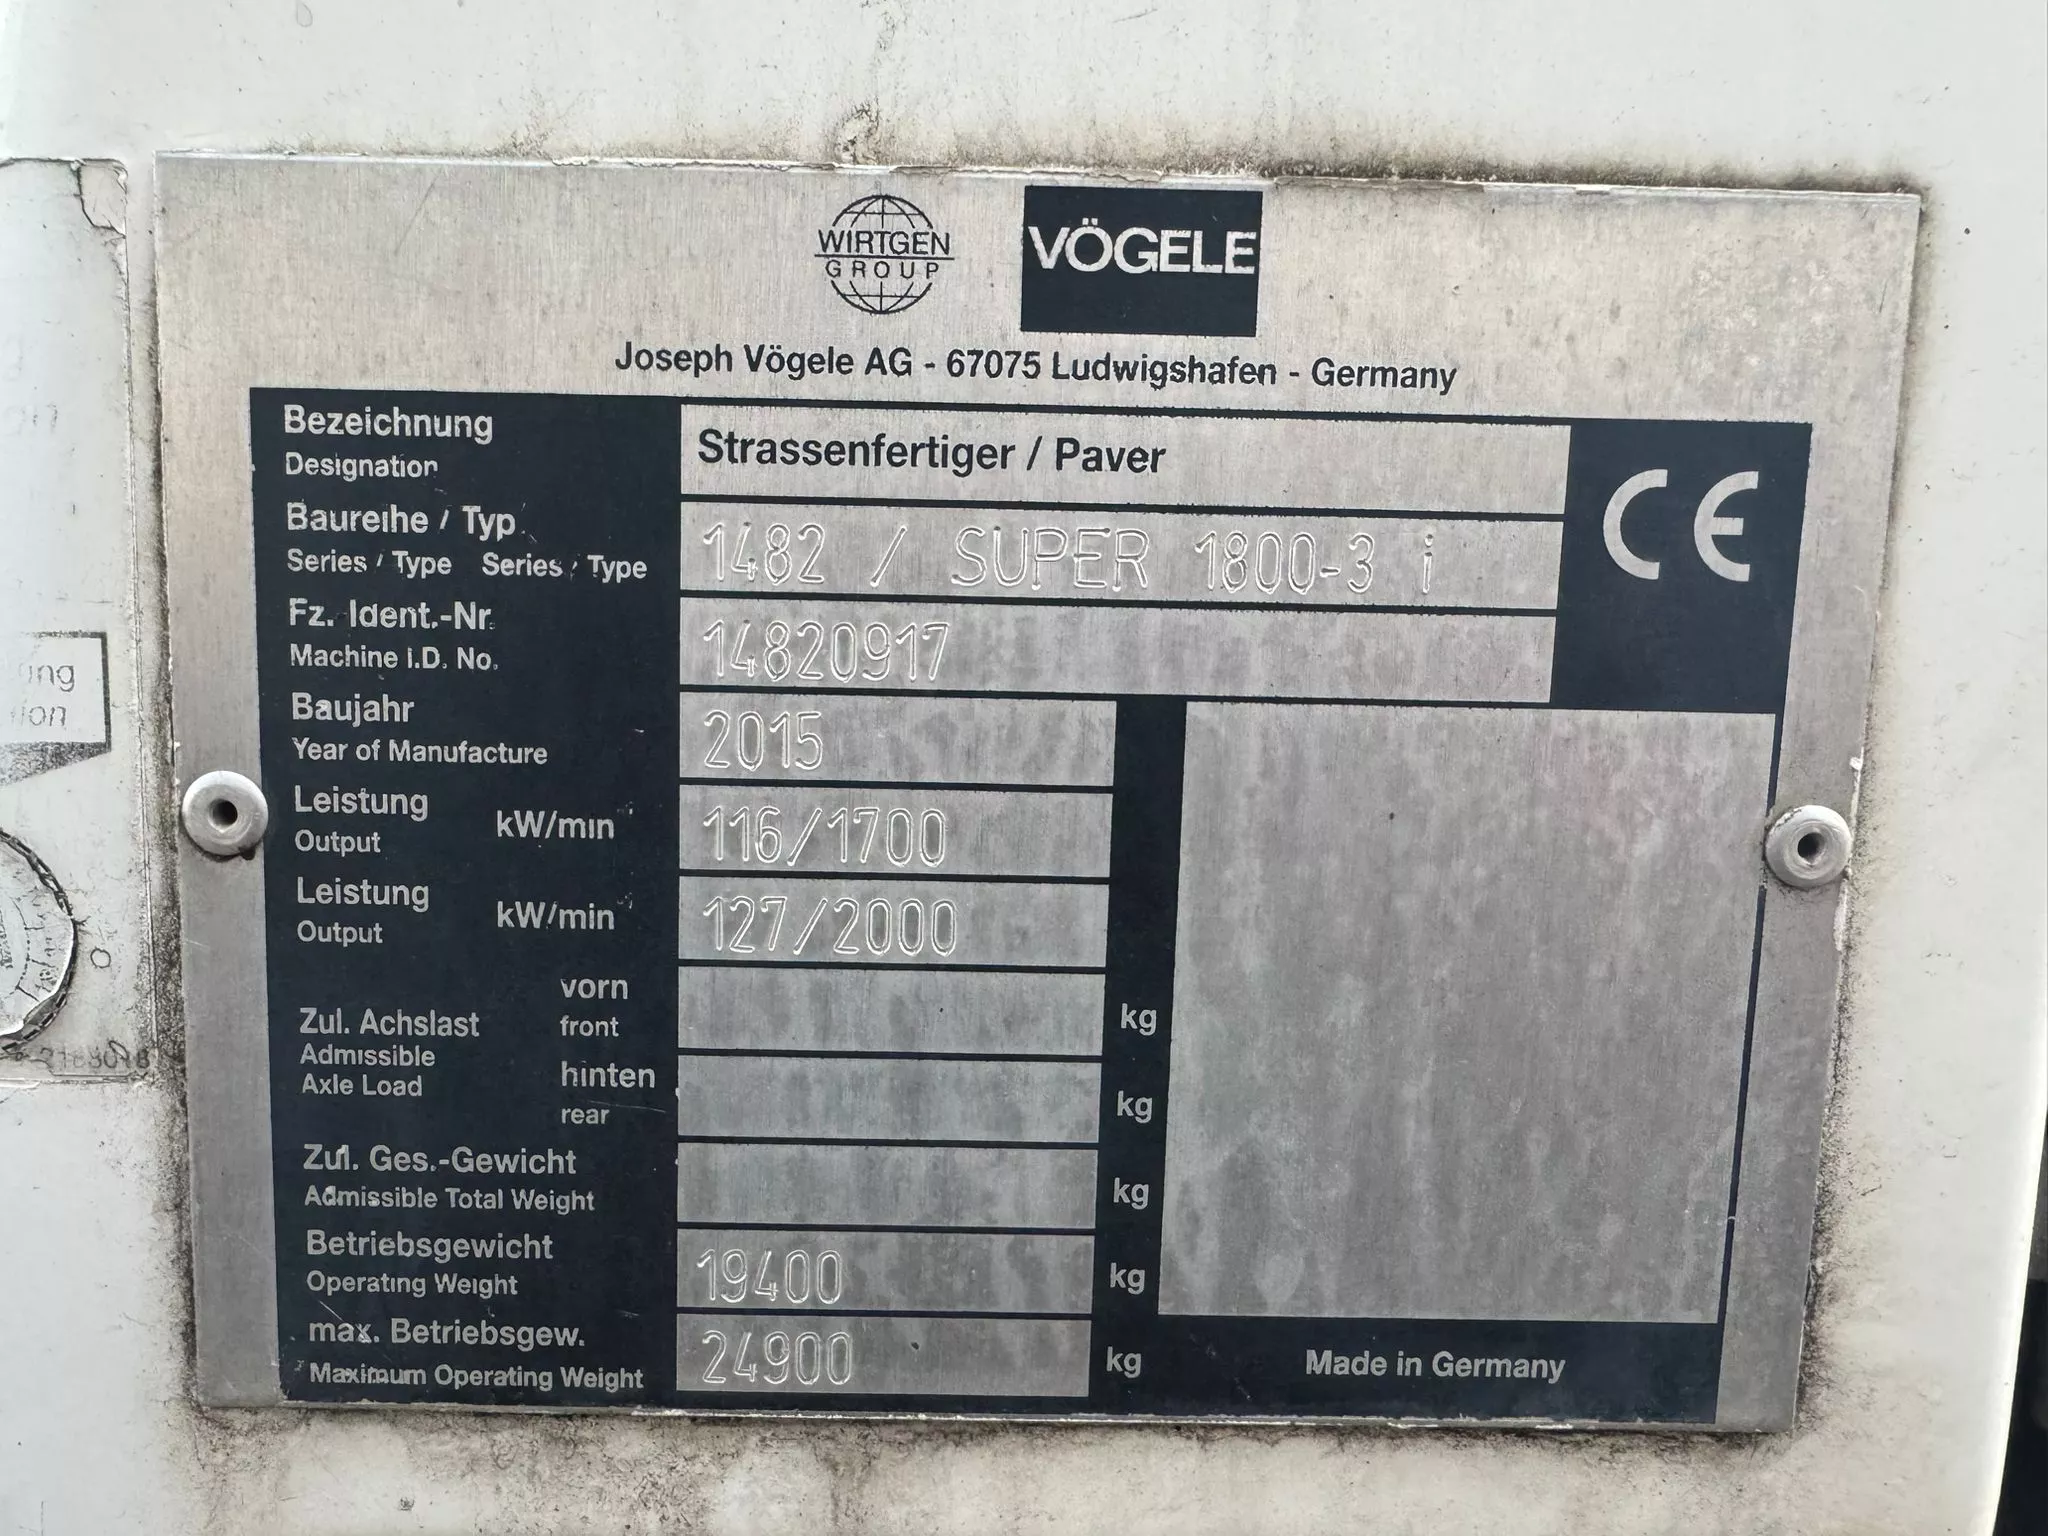 WIRTGEN
GROUP
VÖGELE
Joseph Vögele AG - 67075 Ludwigshafen - Germany
Bezeichnung
Designation
Strassenfertiger / Paver
CE
Baureihe / Typ
Series / Type Series / Type
1482 / SUPER 1800-3 i
Fz. Ident.-Nr.
Machine I.D. No.
14820917
Baujahr
Year of Manufacture
2015
Leistung
Output
kW/min
116/1700
Leistung
Output
kW/min
127/2000
Zul. Achslast
Admissible
Axle Load
vorn
front
kg
hinten
rear
kg
Zul. Ges.-Gewicht
Admissible Total Weight
kg
Betriebsgewicht
Operating Weight
19400
kg
max. Betriebsgew.
Maximum Operating Weight
24900
kg
Made in Germany